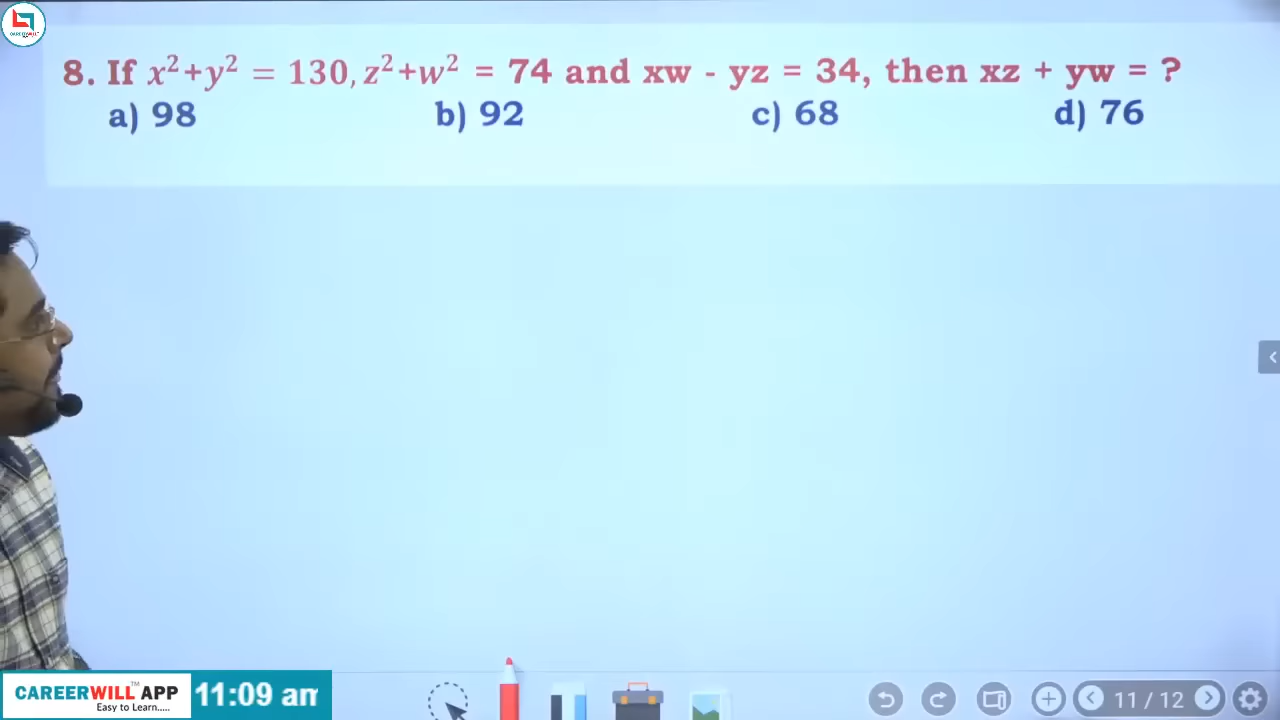 CAREERWILL
8. If x²+y² = 130, z²+w² = 74 and xw - yz = 34, then xz + yw = ?
a) 98 b) 92 c) 68 d) 76
CAREERWILL™ APP
Easy to Learn.....
11:09 am
11 / 12